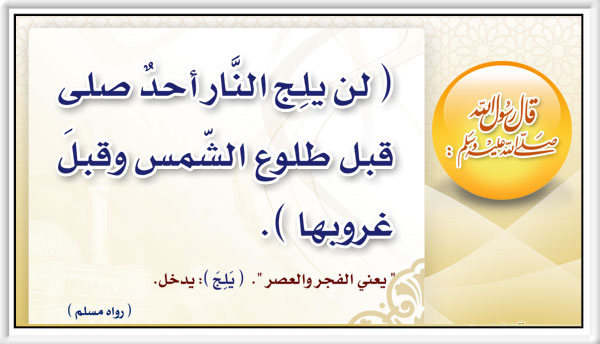 قال رسول الله
صلى الله عليه وسلم :
( لن يلِج النَّار أحدٌ صلى
قبل طلوع الشّمس وقبلَ
غروبها ).
" يعني الفجر والعصر ". ( يَلِجَ ): يدخل.
( رواه مسلم )